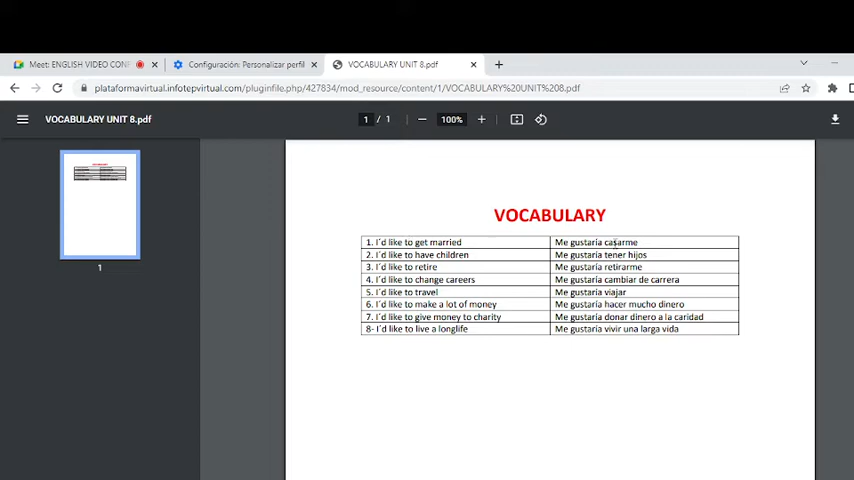 Meet: ENGLISH VIDEO CONF
Configuración: Personalizar perfil
VOCABULARY UNIT 8.pdf
plataformavirtual.infotepvirtual.com/pluginfile.php/427834/mod_resource/content/1/VOCABULARY%20UNIT%208.pdf
VOCABULARY UNIT 8.pdf 1 / 1 100%
1
VOCABULARY
1. I´d like to get married Me gustaría casarme
2. I´d like to have children Me gustaría tener hijos
3. I´d like to retire Me gustaría retirarme
4. I´d like to change careers Me gustaría cambiar de carrera
5. I´d like to travel Me gustaría viajar
6. I´d like to make a lot of money Me gustaría hacer mucho dinero
7. I´d like to give money to charity Me gustaría donar dinero a la caridad
8- I´d like to live a longlife Me gustaría vivir una larga vida